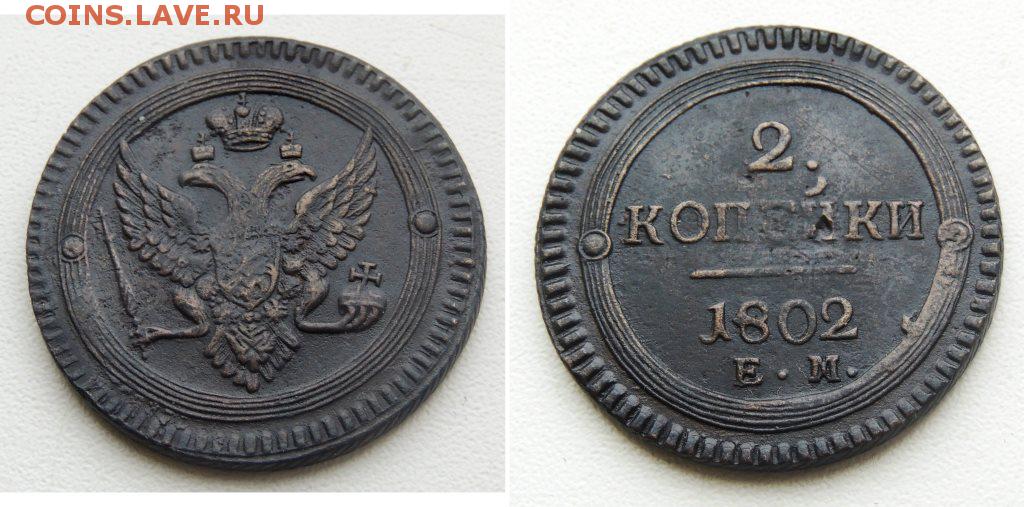 COINS.LAVE.RU
2.
КОПЕЙКИ
1802
Е. М.